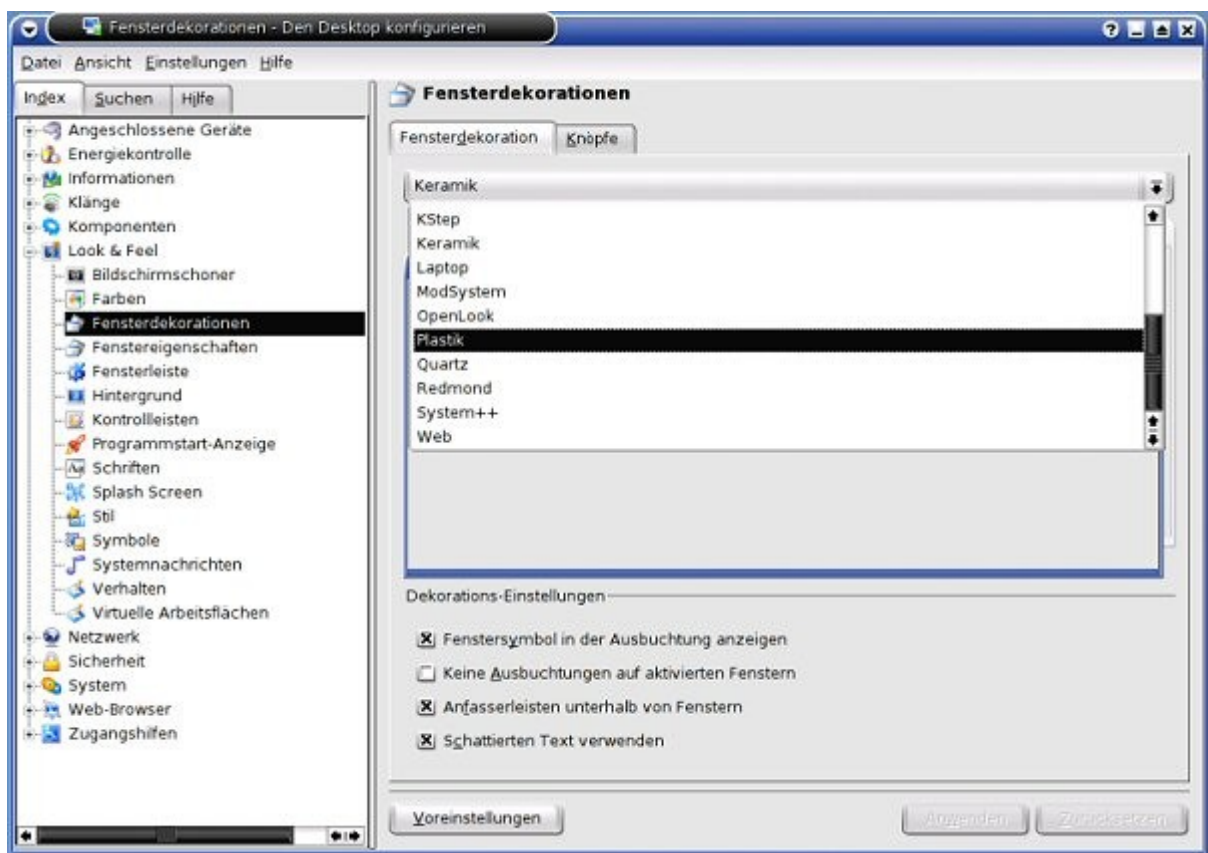 Fensterdekorationen - Den Desktop konfigurieren
Datei Ansicht Einstellungen Hilfe
Index Suchen Hilfe
Angeschlossene Geräte
Energiekontrolle
Informationen
Klänge
Komponenten
Look & Feel
Bildschirmschoner
Farben
Fensterdekorationen
Fenstereigenschaften
Fensterleiste
Hintergrund
Kontrollleisten
Programmstart-Anzeige
Schriften
Splash Screen
Stil
Symbole
Systemnachrichten
Verhalten
Virtuelle Arbeitsflächen
Netzwerk
Sicherheit
System
Web-Browser
Zugangshilfen
Fensterdekorationen
Fensterdekoration Knöpfe
Keramik
KStep
Keramik
Laptop
ModSystem
OpenLook
Plastik
Quartz
Redmond
System++
Web
Dekorations-Einstellungen
Fenstersymbol in der Ausbuchtung anzeigen
Keine Ausbuchtungen auf aktivierten Fenstern
Anfasserleisten unterhalb von Fenstern
Schattierten Text verwenden
Voreinstellungen Anwenden Zurücksetzen